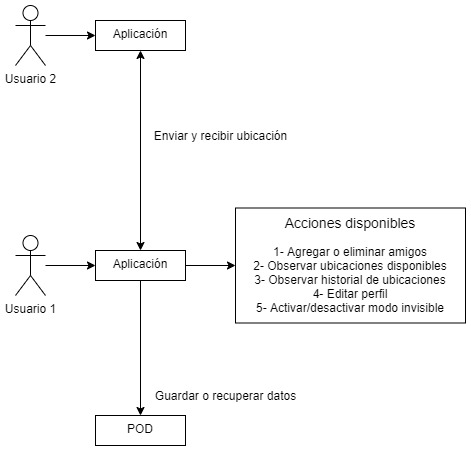 Aplicación
Usuario 2
Enviar y recibir ubicación
Acciones disponibles
1- Agregar o eliminar amigos
2- Observar ubicaciones disponibles
3- Observar historial de ubicaciones
4- Editar perfil
5- Activar/desactivar modo invisible
Aplicación
Usuario 1
Guardar o recuperar datos
POD